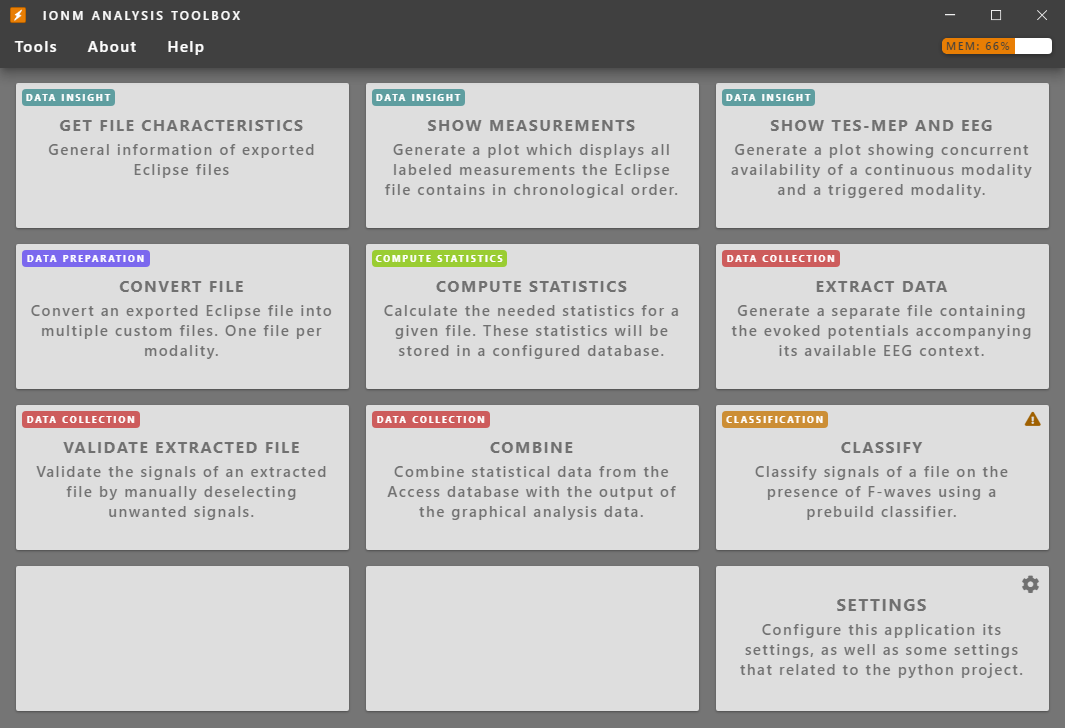 IONM ANALYSIS TOOLBOX
Tools About Help
MEM: 66%
DATA INSIGHT
GET FILE CHARACTERISTICS
General information of exported
Eclipse files
DATA INSIGHT
SHOW MEASUREMENTS
Generate a plot which displays all
labeled measurements the Eclipse
file contains in chronological order.
DATA INSIGHT
SHOW TES-MEP AND EEG
Generate a plot showing concurrent
availability of a continuous modality
and a triggered modality.
DATA PREPARATION
CONVERT FILE
Convert an exported Eclipse file into
multiple custom files. One file per
modality.
COMPUTE STATISTICS
COMPUTE STATISTICS
Calculate the needed statistics for a
given file. These statistics will be
stored in a configured database.
DATA COLLECTION
EXTRACT DATA
Generate a separate file containing
the evoked potentials accompanying
its available EEG context.
DATA COLLECTION
VALIDATE EXTRACTED FILE
Validate the signals of an extracted
file by manually deselecting
unwanted signals.
DATA COLLECTION
COMBINE
Combine statistical data from the
Access database with the output of
the graphical analysis data.
CLASSIFICATION
CLASSIFY
Classify signals of a file on the
presence of F-waves using a
prebuild classifier.
SETTINGS
Configure this application its
settings, as well as some settings
that related to the python project.